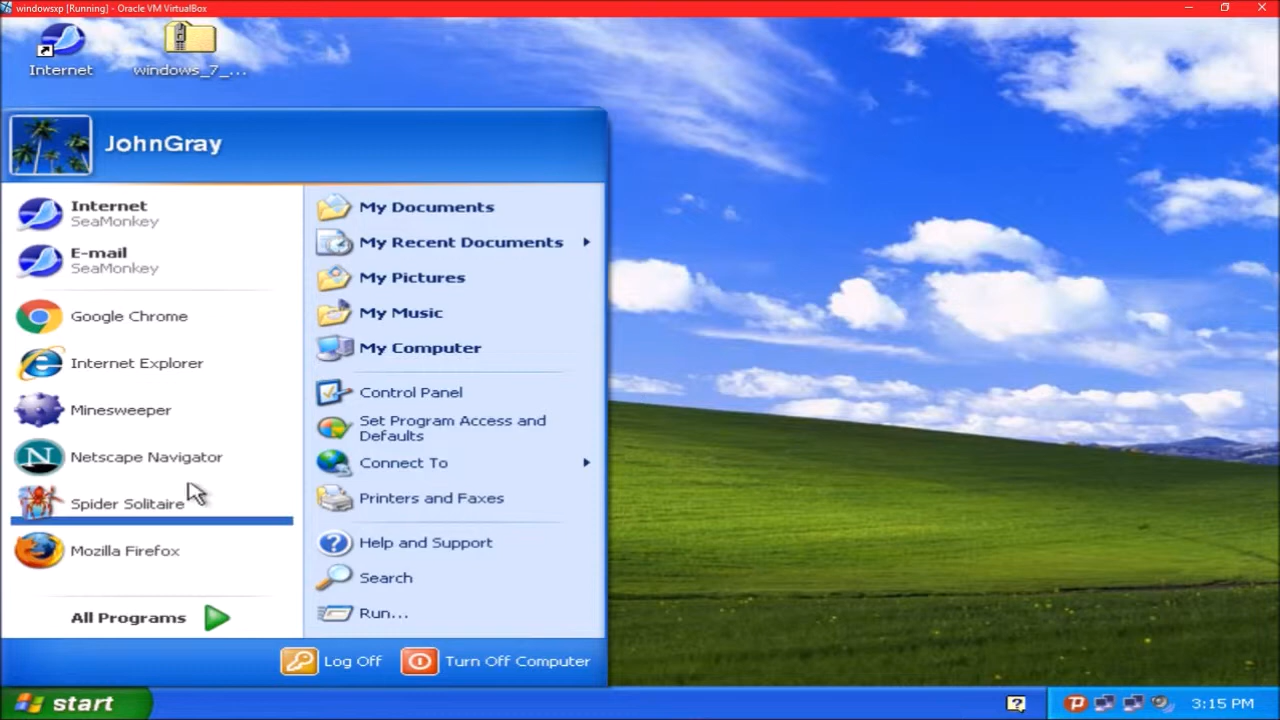 windowsxp [Running] - Oracle VM VirtualBox
Internet
windows_7_...
JohnGray
Internet
SeaMonkey
E-mail
SeaMonkey
Google Chrome
Internet Explorer
Minesweeper
Netscape Navigator
Spider Solitaire
Mozilla Firefox
All Programs
My Documents
My Recent Documents
My Pictures
My Music
My Computer
Control Panel
Set Program Access and
Defaults
Connect To
Printers and Faxes
Help and Support
Search
Run...
Log Off
Turn Off Computer
start
3:15 PM